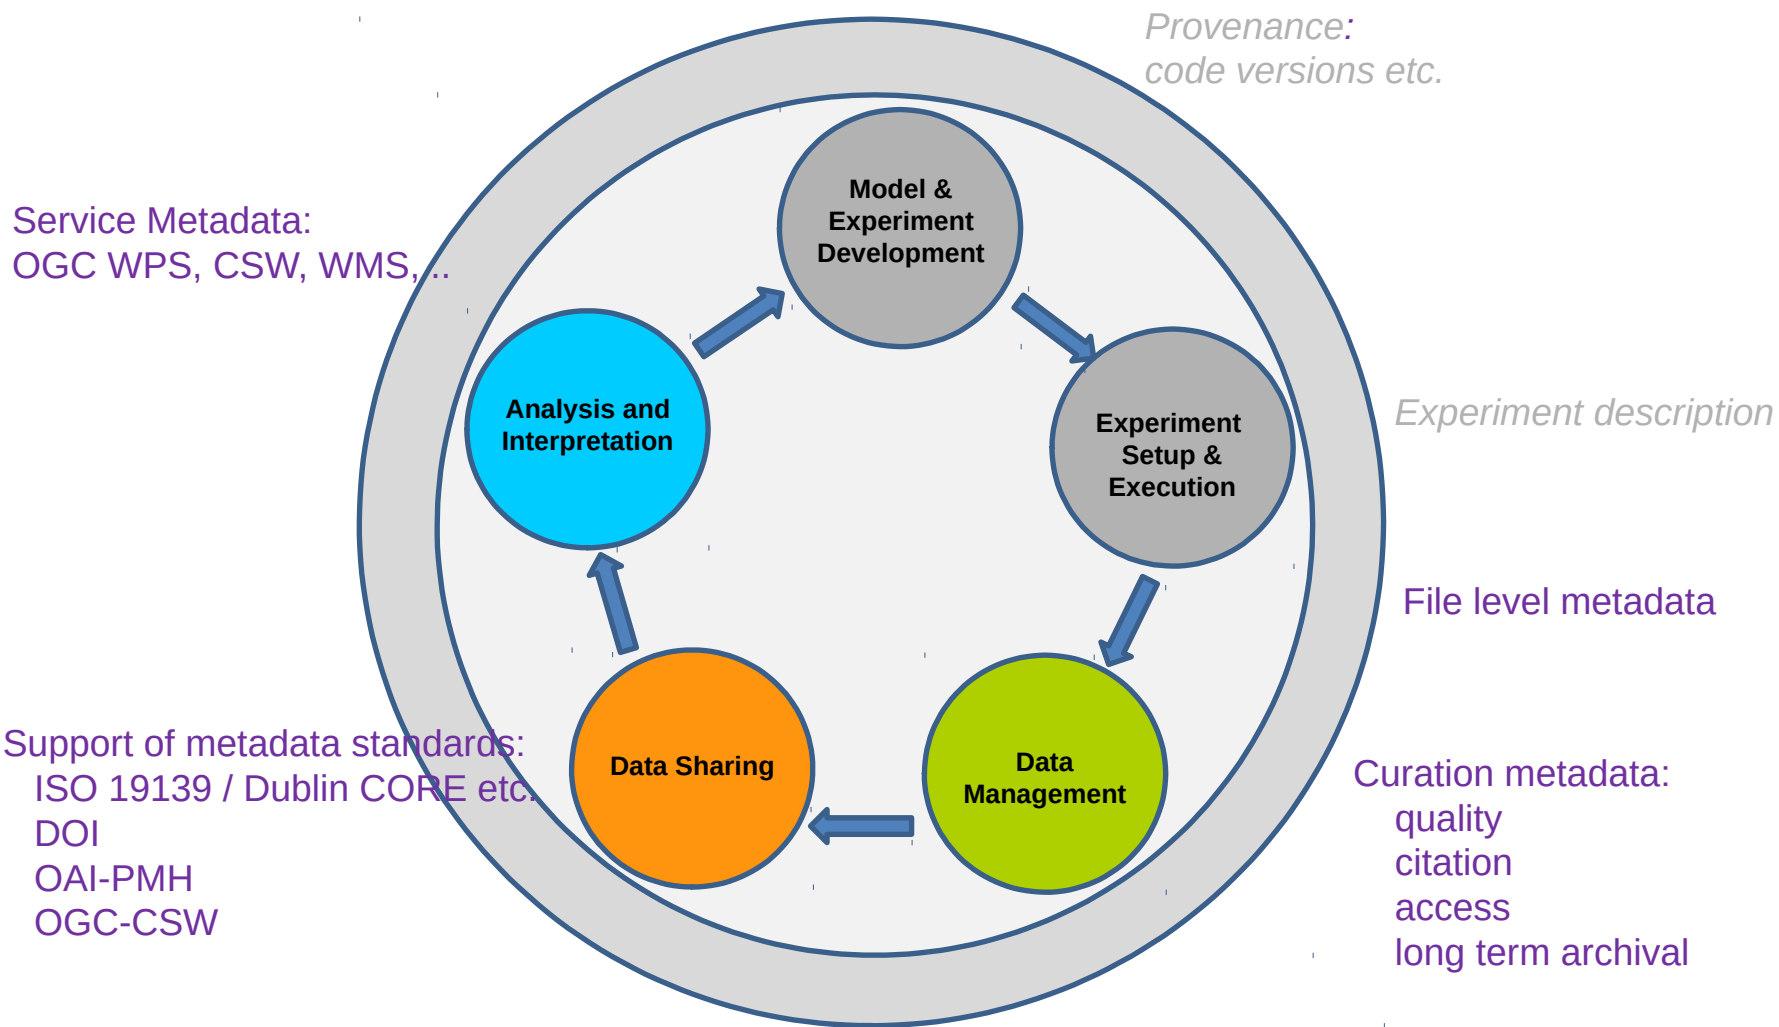 Provenance:
code versions etc.
Model &
Experiment
Development
Service Metadata:
OGC WPS, CSW, WMS, ..
Analysis and
Interpretation
Experiment
Setup &
Execution
Experiment description
File level metadata
Support of metadata standards:
ISO 19139 / Dublin CORE etc.
DOI
OAI-PMH
OGC-CSW
Data Sharing
Data
Management
Curation metadata:
quality
citation
access
long term archival